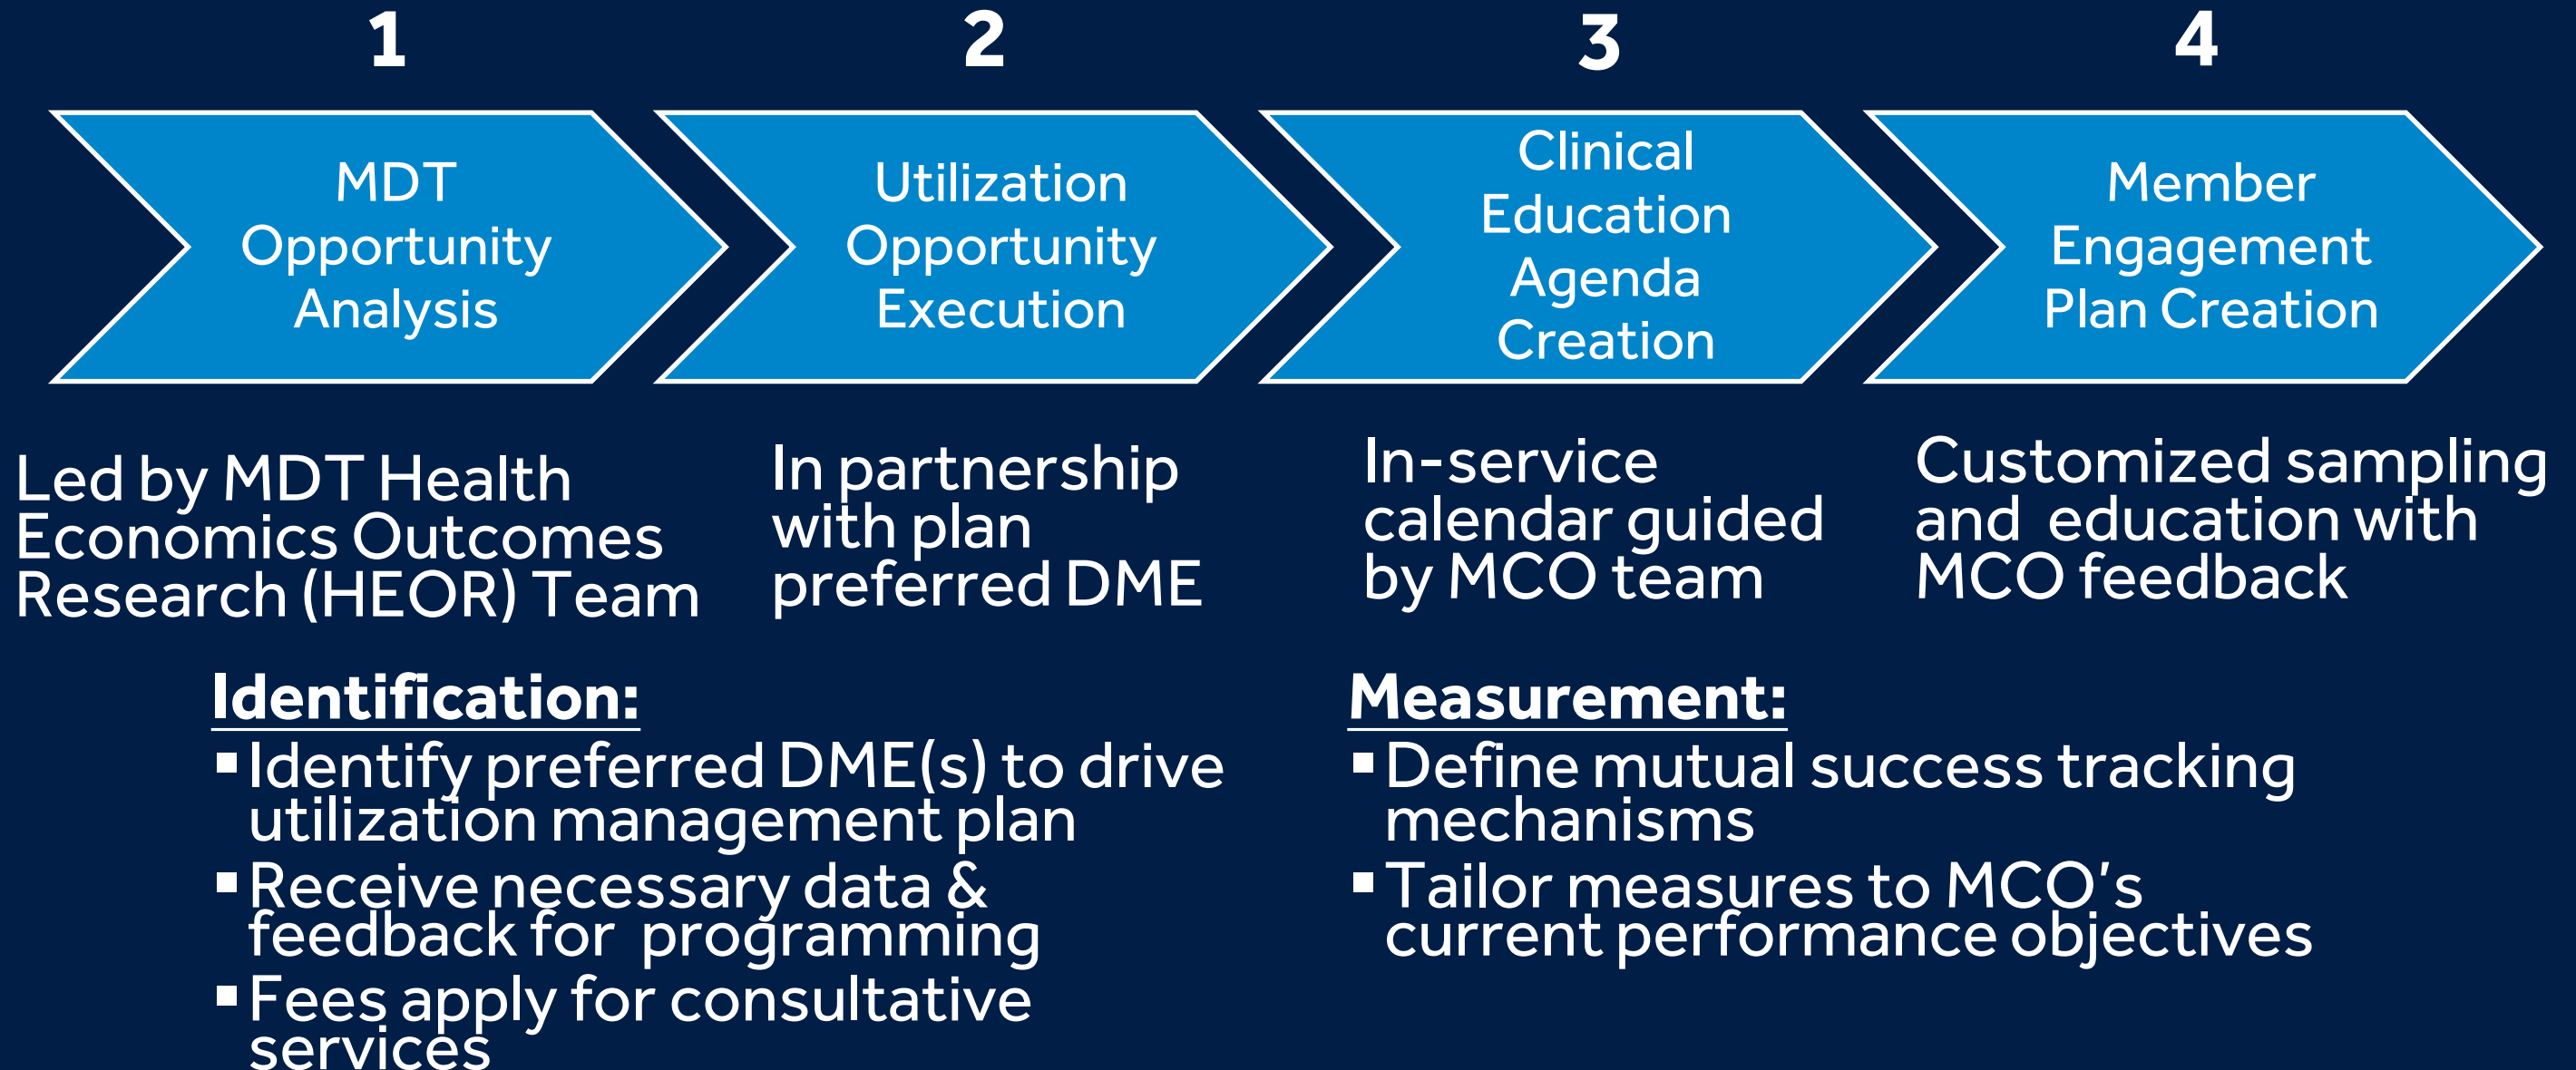 1
MDT
Opportunity
Analysis
Led by MDT Health
Economics Outcomes
Research (HEOR) Team
2
Utilization
Opportunity
Execution
In partnership
with plan
preferred DME
3
Clinical
Education
Agenda
Creation
In-service
calendar guided
by MCO team
4
Member
Engagement
Plan Creation
Customized sampling
and education with
MCO feedback
Identification:
▪Identify preferred DME(s) to drive
utilization management plan
▪Receive necessary data &
feedback for programming
▪Fees apply for consultative
services
Measurement:
▪Define mutual success tracking
mechanisms
▪Tailor measures to MCO’s
current performance objectives